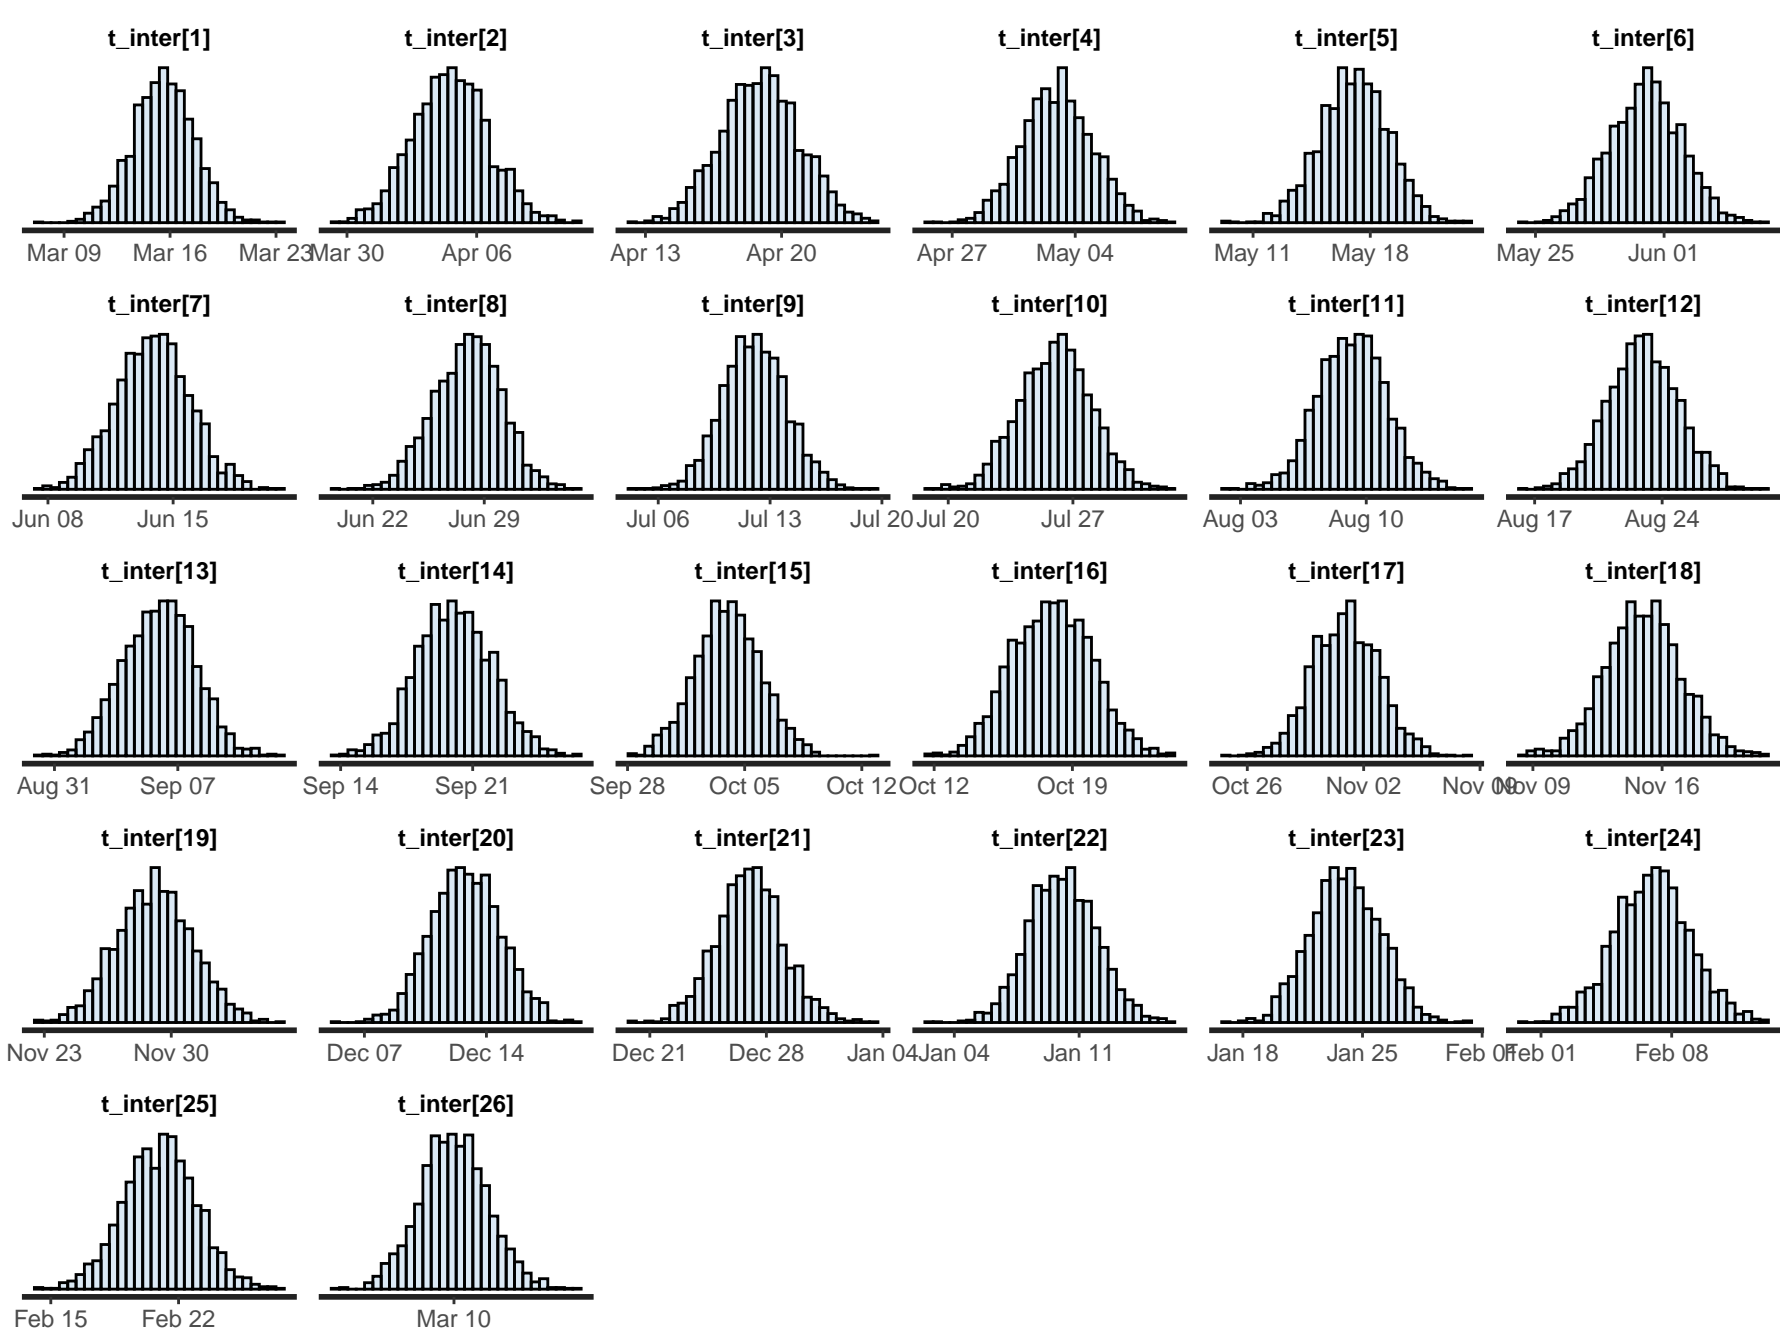 t_inter[1] t_inter[2] t_inter[3] t_inter[4] t_inter[5] t_inter[6]
Mar 09 Mar 16 Mar 23 Mar 30 Apr 06 Apr 13 Apr 20 Apr 27 May 04 May 11 May 18 May 25 Jun 01
t_inter[7] t_inter[8] t_inter[9] t_inter[10] t_inter[11] t_inter[12]
Jun 08 Jun 15 Jun 22 Jun 29 Jul 06 Jul 13 Jul 20 Jul 20 Jul 27 Aug 03 Aug 10 Aug 17 Aug 24
t_inter[13] t_inter[14] t_inter[15] t_inter[16] t_inter[17] t_inter[18]
Aug 31 Sep 07 Sep 14 Sep 21 Sep 28 Oct 05 Oct 12 Oct 12 Oct 19 Oct 26 Nov 02 Nov 09 Nov 09 Nov 16
t_inter[19] t_inter[20] t_inter[21] t_inter[22] t_inter[23] t_inter[24]
Nov 23 Nov 30 Dec 07 Dec 14 Dec 21 Dec 28 Jan 04 Jan 04 Jan 11 Jan 18 Jan 25 Feb 01 Feb 01 Feb 08
t_inter[25] t_inter[26]
Feb 15 Feb 22 Mar 10